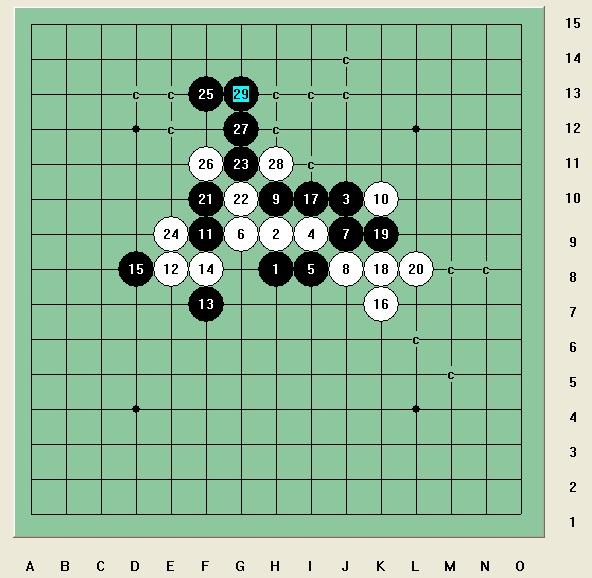 15
c 14
c c 25 29 c c c 13
c 27 c 12
26 23 28 c 11
21 22 9 17 3 10 10
24 11 6 2 4 7 19 9
15 12 14 1 5 8 18 20 c c 8
13 16 7
c 6
c 5
4
3
2
1
A B C D E F G H I J K L M N O